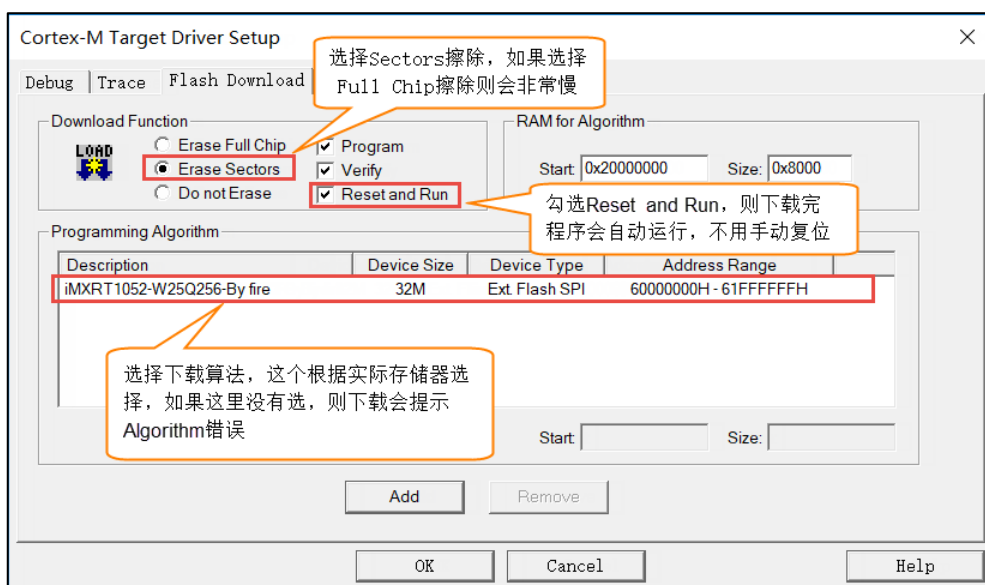 Cortex-M Target Driver Setup
选择Sectors擦除，如果选择
Full Chip擦除则会非常慢
Debug
Trace
Flash Download
Download Function
LOAD
Erase Full Chip
Erase Sectors
Do not Erase
Program
Verify
Reset and Run
RAM for Algorithm
Start: 0x20000000
Size: 0x8000
勾选Reset and Run，则下载完
程序会自动运行，不用手动复位
Programming Algorithm
Description Device Size Device Type Address Range
iMXRT1052-W25Q256-By fire 32M Ext. Flash SPI 60000000H - 61FFFFFFH
选择下载算法，这个根据实际存储器选
择，如果这里没有选，则下载会提示
Algorithm错误
Start:
Size:
Add
Remove
OK
Cancel
Help